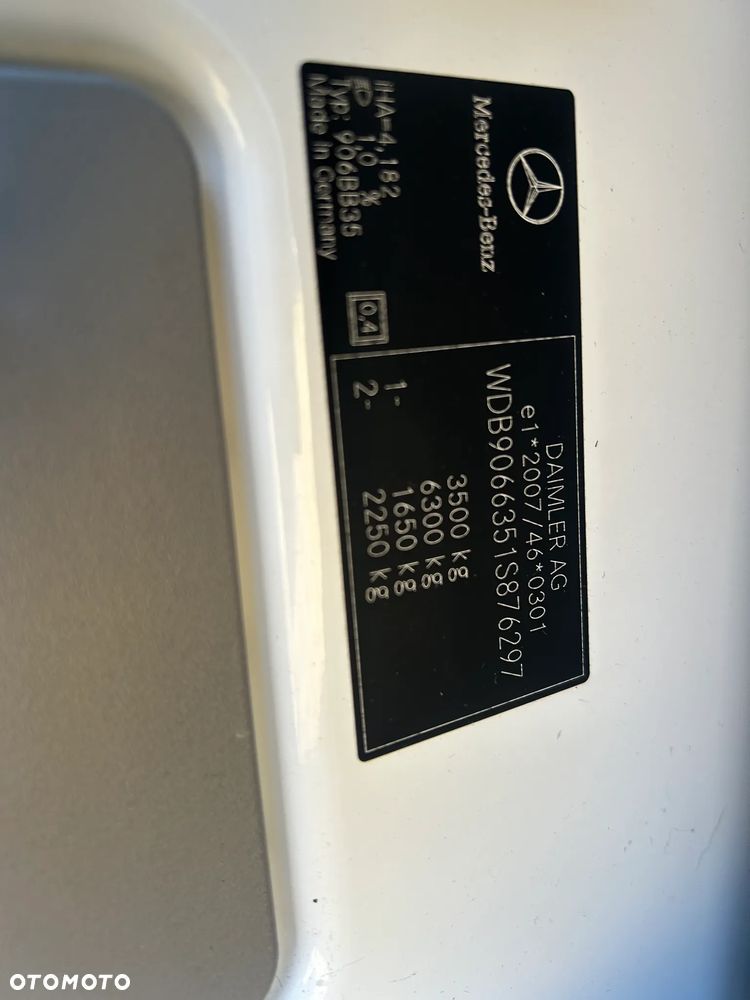 Mercedes-Benz
IHA=4,182
1,0 %
Typ: 906BB35
Made in Germany
0.4
DAIMLER AG
e1*2007/46*0301
WDB9066351S876297
3500 kg
6300 kg
1- 1650 kg
2- 2250 kg
OTOMOTO